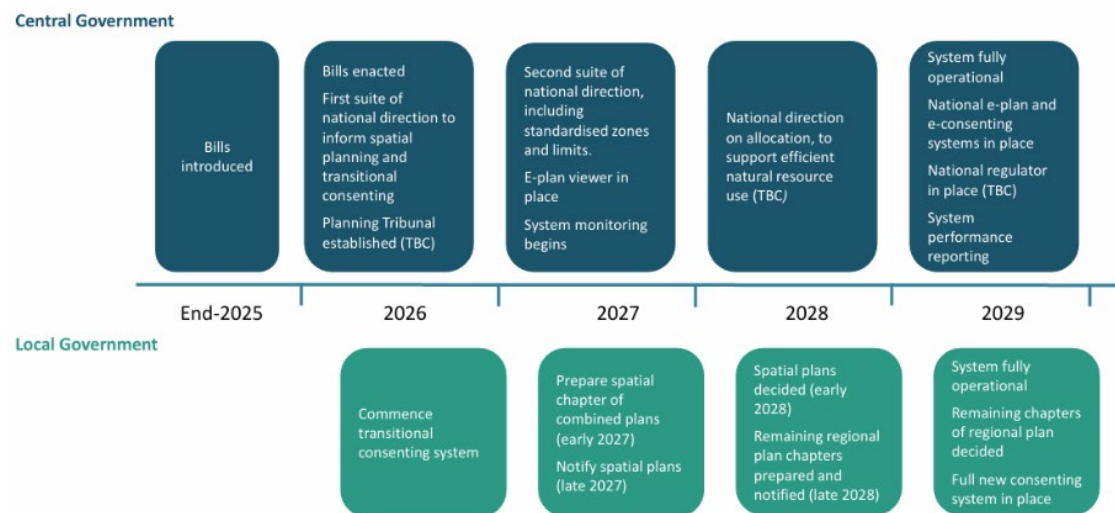 Central Government
Bills
introduced
Bills enacted
First suite of
national direction to
inform spatial
planning and
transitional
consenting
Planning Tribunal
established (TBC)
Second suite of
national direction,
including
standardised zones
and limits.
E-plan viewer in
place
System monitoring
begins
National direction
on allocation, to
support efficient
natural resource
use (TBC)
System fully
operational
National e-plan and
e-consenting
systems in place
National regulator
in place (TBC)
System
performance
reporting
End-2025
2026
2027
2028
2029
Local Government
Commence
transitional
consenting system
Prepare spatial
chapter of
combined plans
(early 2027)
Notify spatial plans
(late 2027)
Spatial plans
decided (early
2028)
Remaining regional
plan chapters
prepared and
notified (late 2028)
System fully
operational
Remaining chapters
of regional plan
decided
Full new consenting
system in place